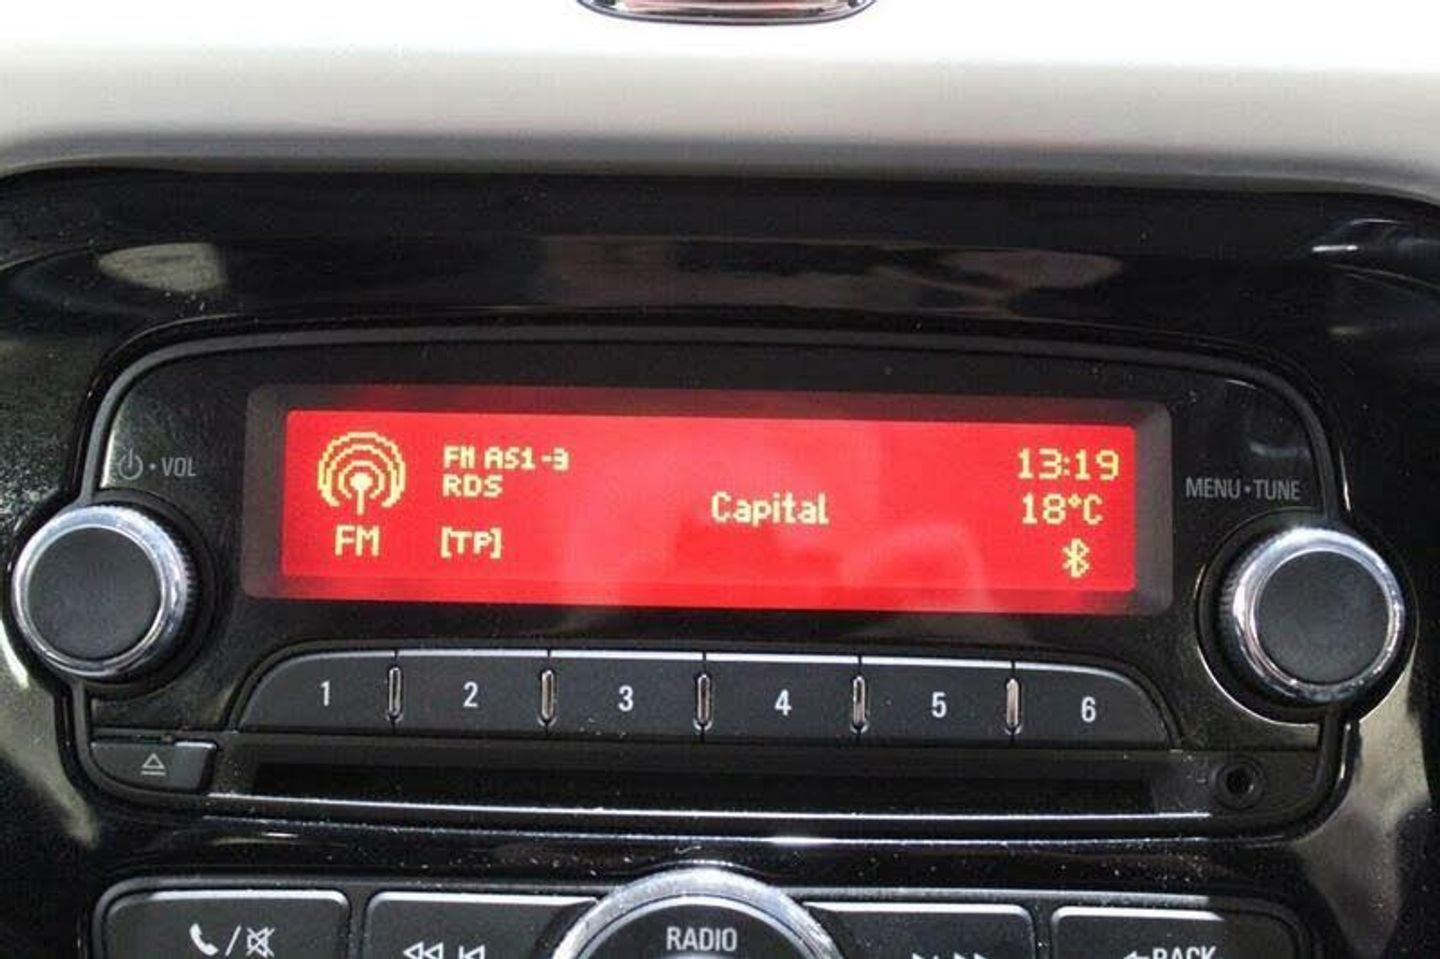 VOL
FM AS1-3
RDS
FM
[TP]
Capital
13:19
18°C
MENU•TUNE
1
2
3
4
5
6
RADIO
BACK